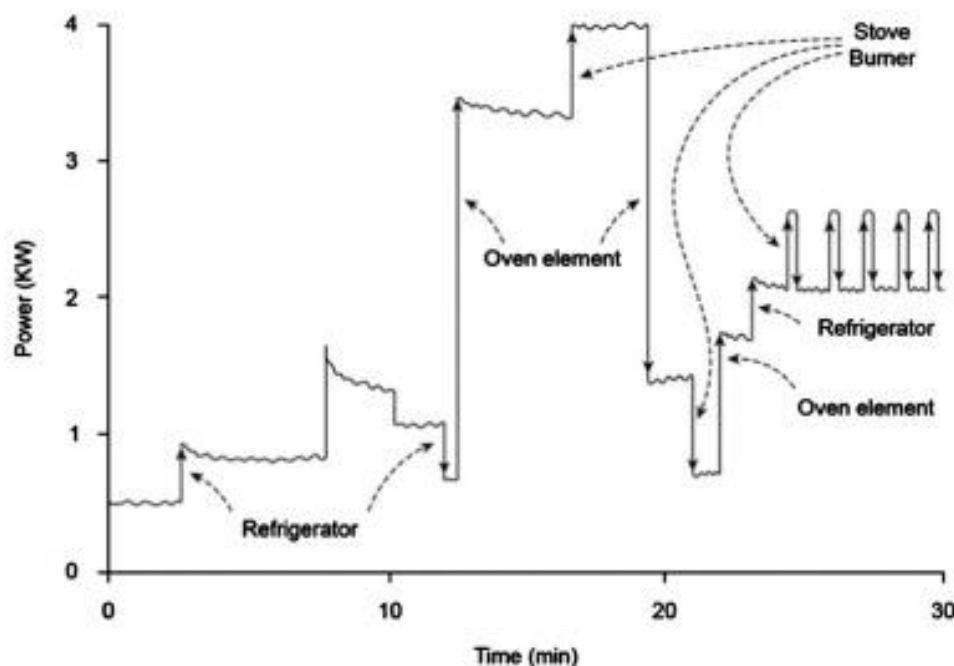 4
3
2
1
0
Power (KW)
0
10
20
30
Time (min)
Stove
Burner
Oven element
Refrigerator
Oven element
Refrigerator